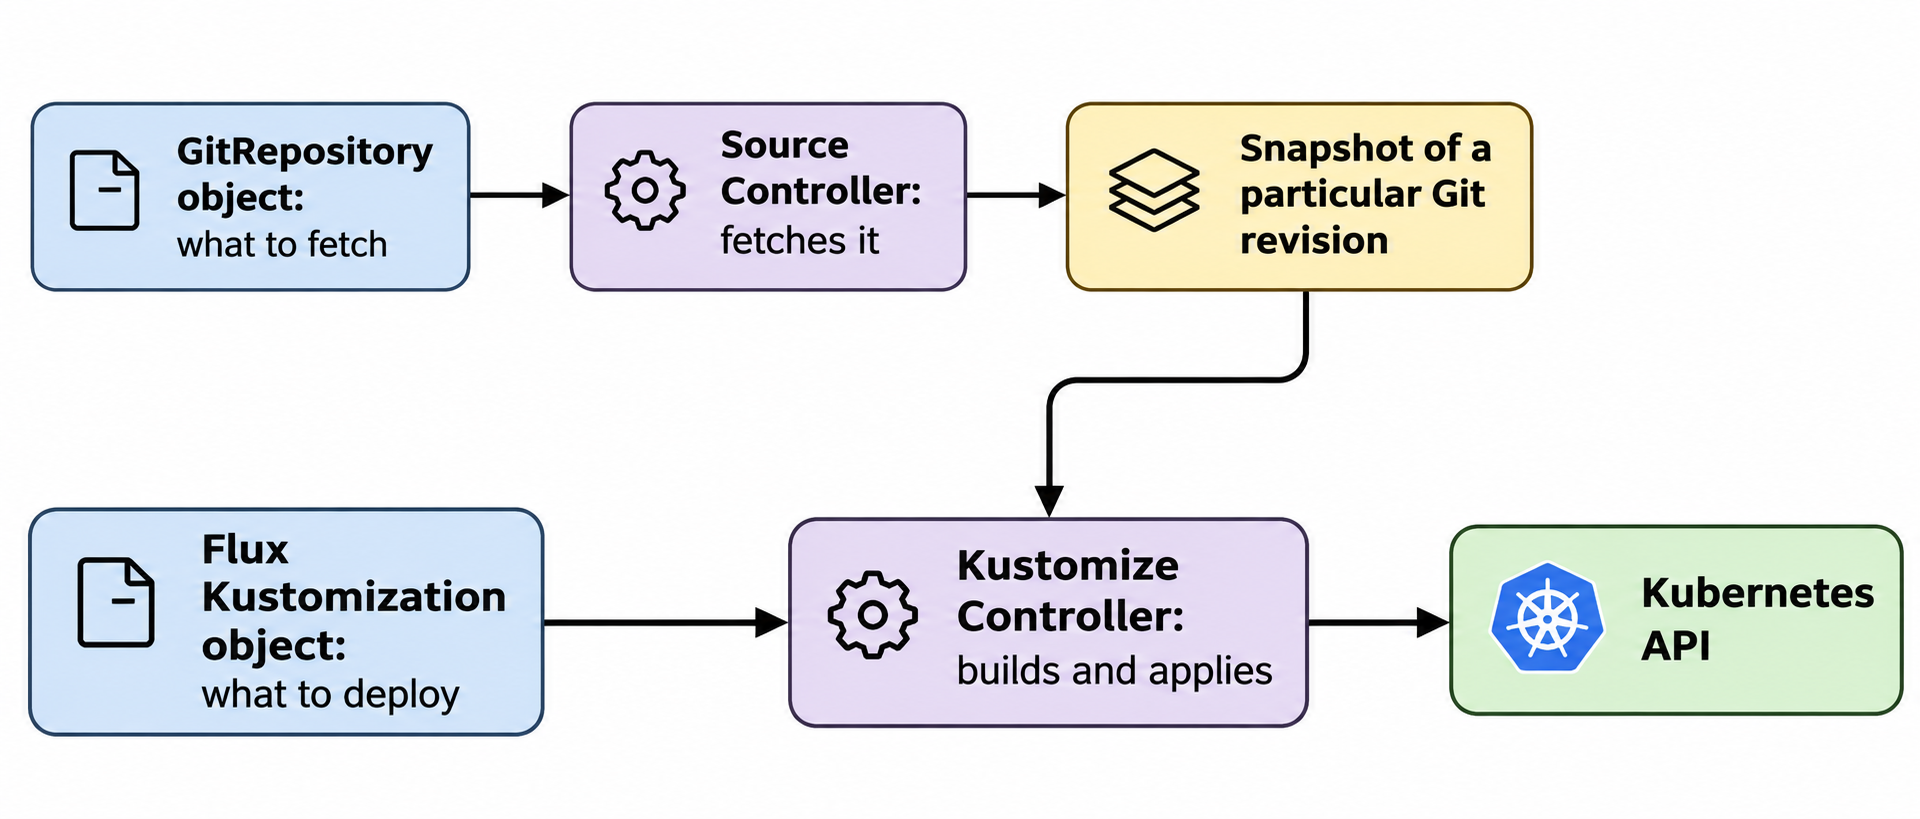 GitRepository
object:
what to fetch
Source
Controller:
fetches it
Snapshot of a
particular Git
revision
Flux
Kustomization
object:
what to deploy
Kustomize
Controller:
builds and applies
Kubernetes
API